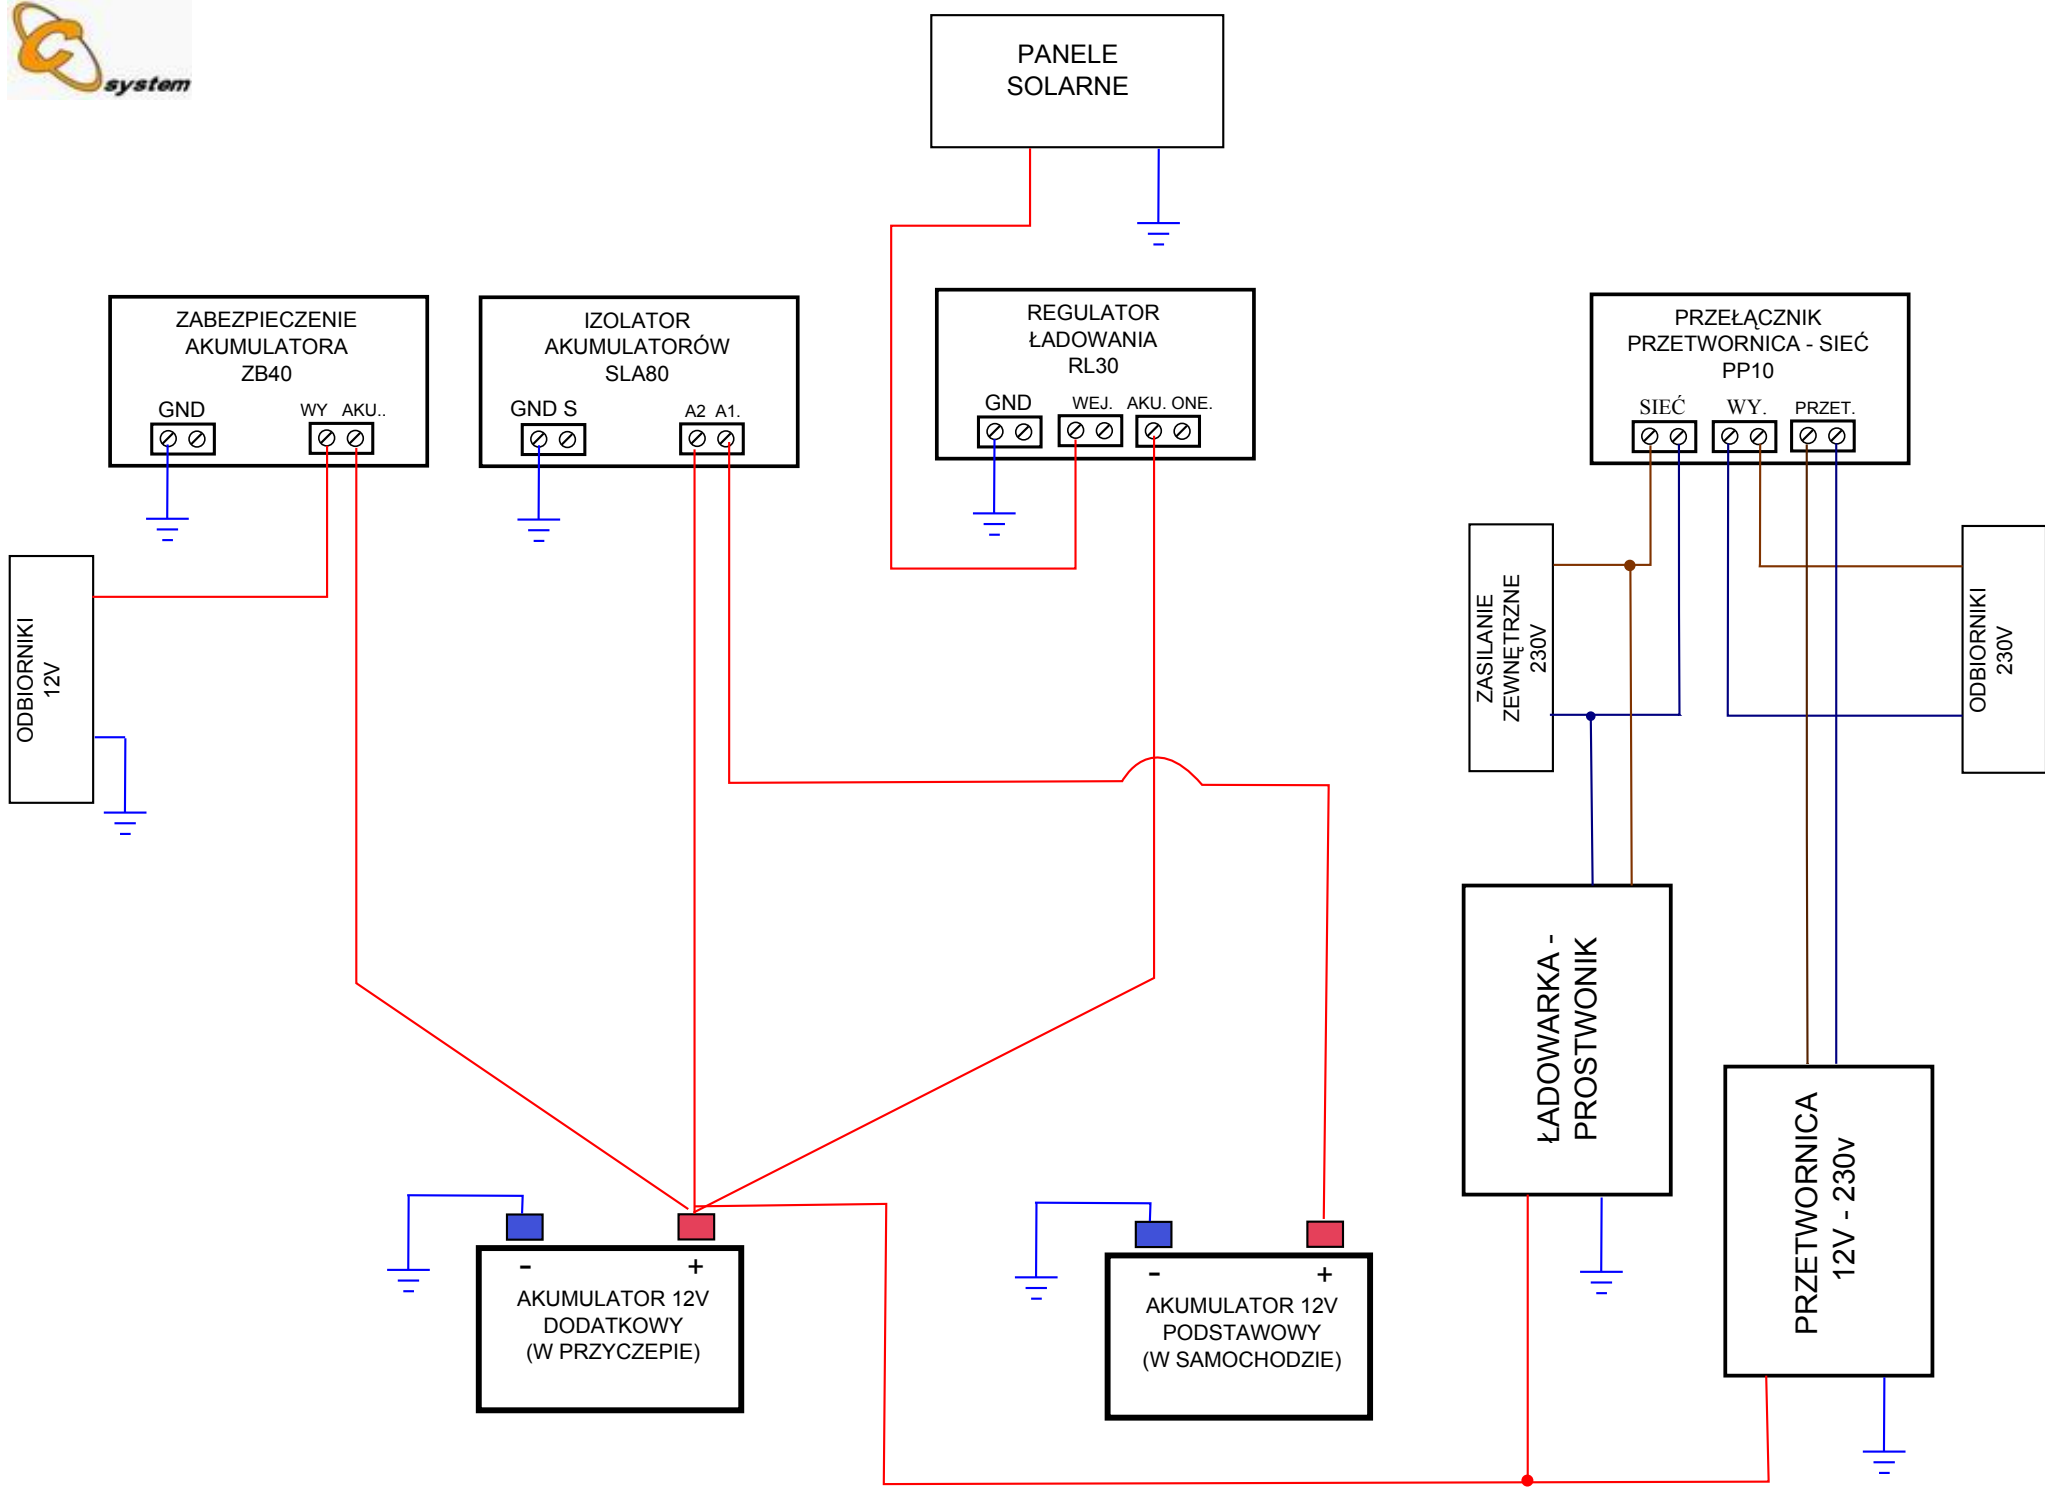 C
system
PANELE
SOLARNE
ZABEZPIECZENIE
AKUMULATORA
ZB40
GND
WY AKU..
IZOLATOR
AKUMULATORÓW
SLA80
GND S
A2 A1.
REGULATOR
ŁADOWANIA
RL30
GND
WEJ.
AKU. ONE.
PRZEŁĄCZNIK
PRZETWORNICA - SIEĆ
PP10
SIEĆ
WY.
PRZET.
ODBIORNIKI
12V
ZASILANIE
ZEWNĘTRZNE
230V
ODBIORNIKI
230V
ŁADOWARKA -
PROSTWONIK
PRZETWORNICA
12V - 230v
- +
AKUMULATOR 12V
DODATKOWY
(W PRZYCZEPIE)
- +
AKUMULATOR 12V
PODSTAWOWY
(W SAMOCHODZIE)